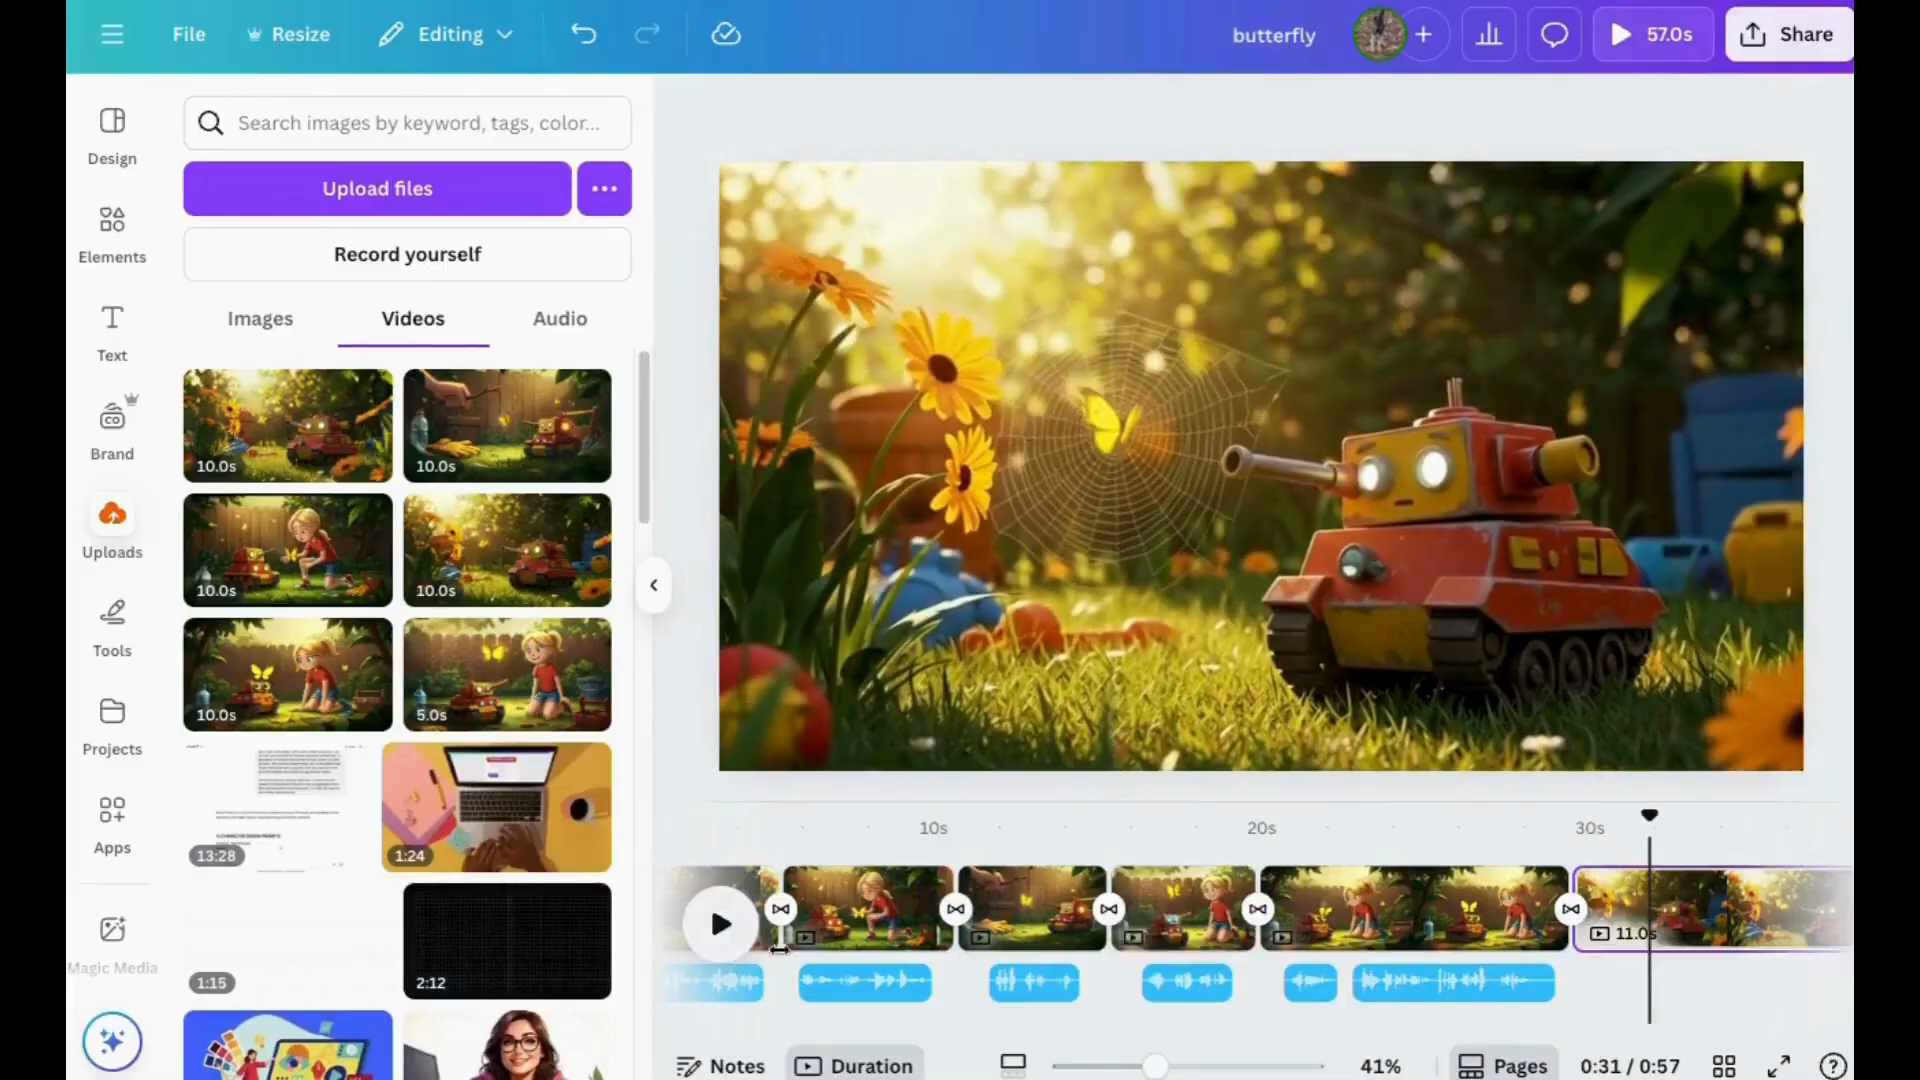 File
Resize
Editing
butterfly
57.0s
Share
Design
Elements
Text
Brand
Uploads
Tools
Projects
Apps
Magic Media
Search images by keyword, tags, color...
Upload files
Record yourself
Images
Videos
Audio
10.0s
10.0s
10.0s
10.0s
10.0s
5.0s
13:28
1:24
1:15
2:12
10s
20s
30s
11.0s
Notes
Duration
41%
Pages
0:31 / 0:57